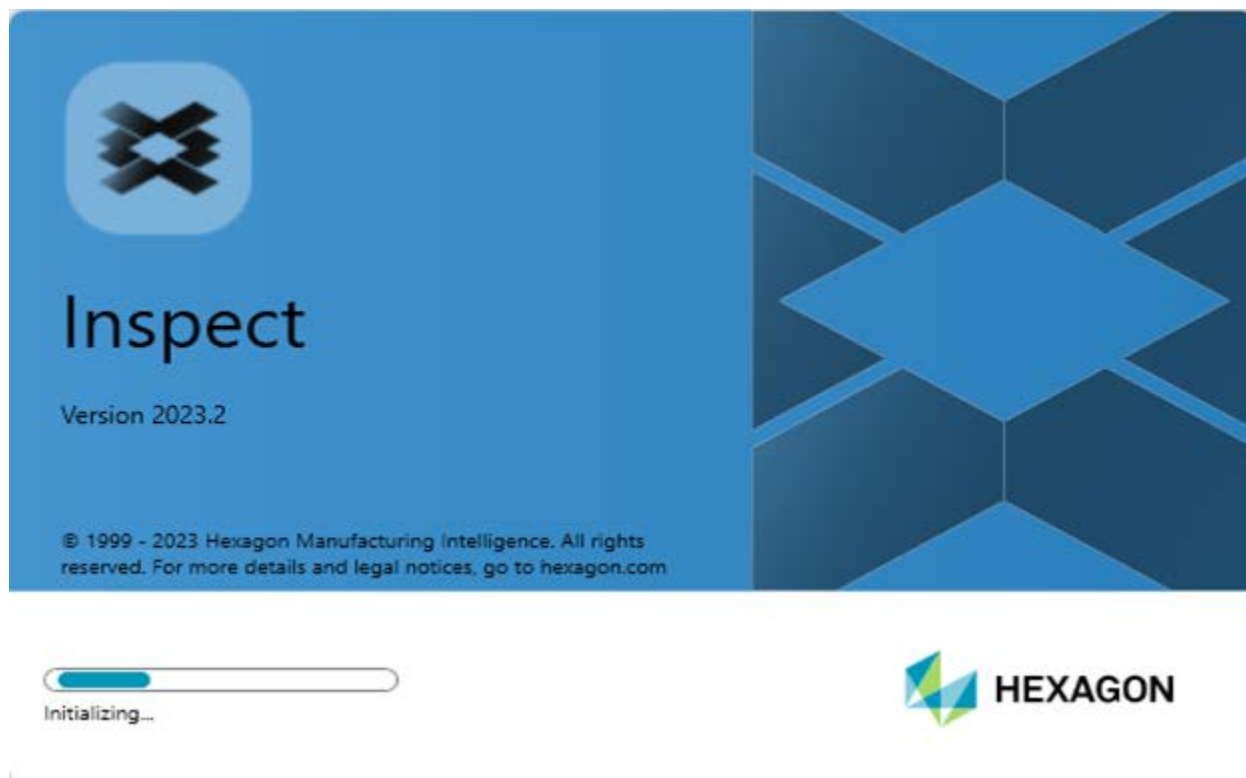 Inspect
Version 2023.2
© 1999 - 2023 Hexagon Manufacturing Intelligence. All rights
reserved. For more details and legal notices, go to hexagon.com
Initializing...
HEXAGON